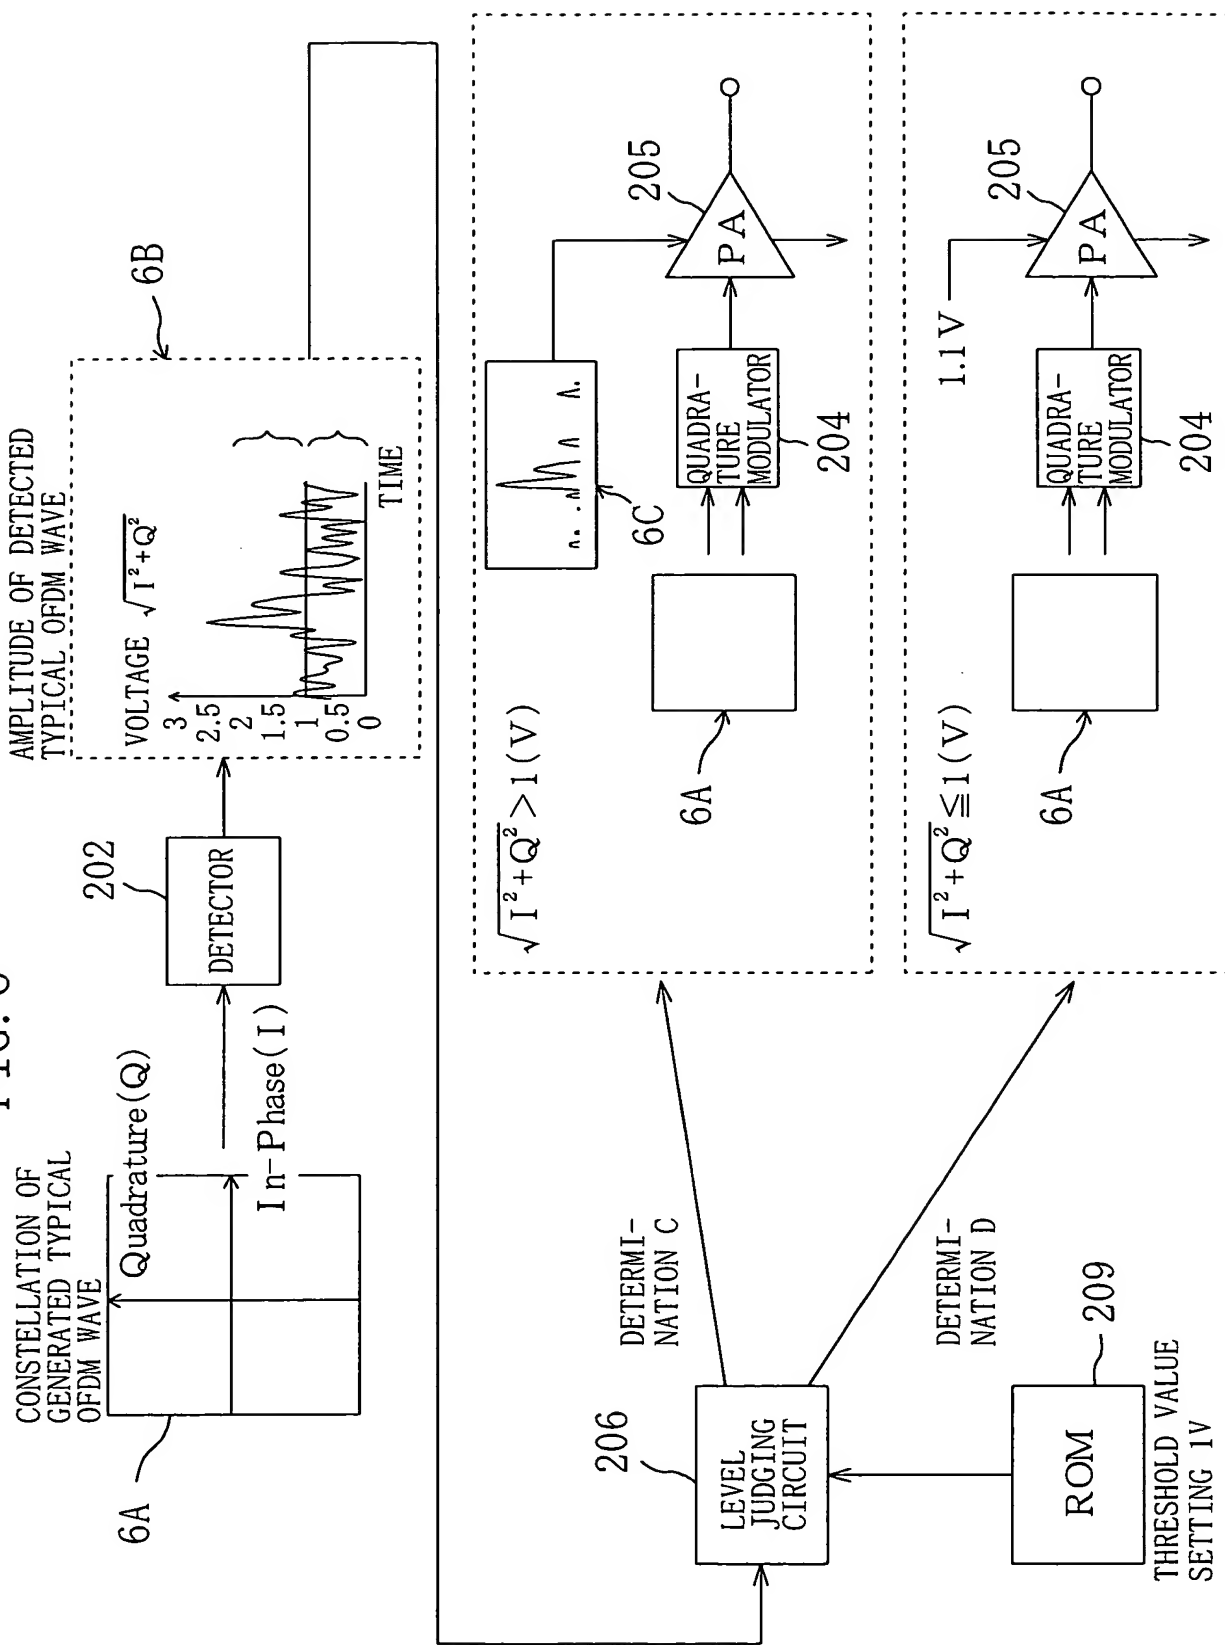 CONSTELLATION OF
GENERATED TYPICAL
OFDM WAVE
Quadrature(Q)
In-Phase(I)
6A
202
DETECTOR
AMPLITUDE OF DETECTED
TYPICAL OFDM WAVE
VOLTAGE √I²+Q²
3
2.5
2
1.5
1
0.5
0
TIME
6B
206
LEVEL
JUDGING
CIRCUIT
ROM
209
THRESHOLD VALUE
SETTING 1V
DETERMI-
NATION C
DETERMI-
NATION D
√I²+Q² >1(V)
6A
6C
QUADRA-
TURE
MODULATOR
204
PA
205
√I²+Q² ≦1(V)
6A
1.1V
QUADRA-
TURE
MODULATOR
204
PA
205